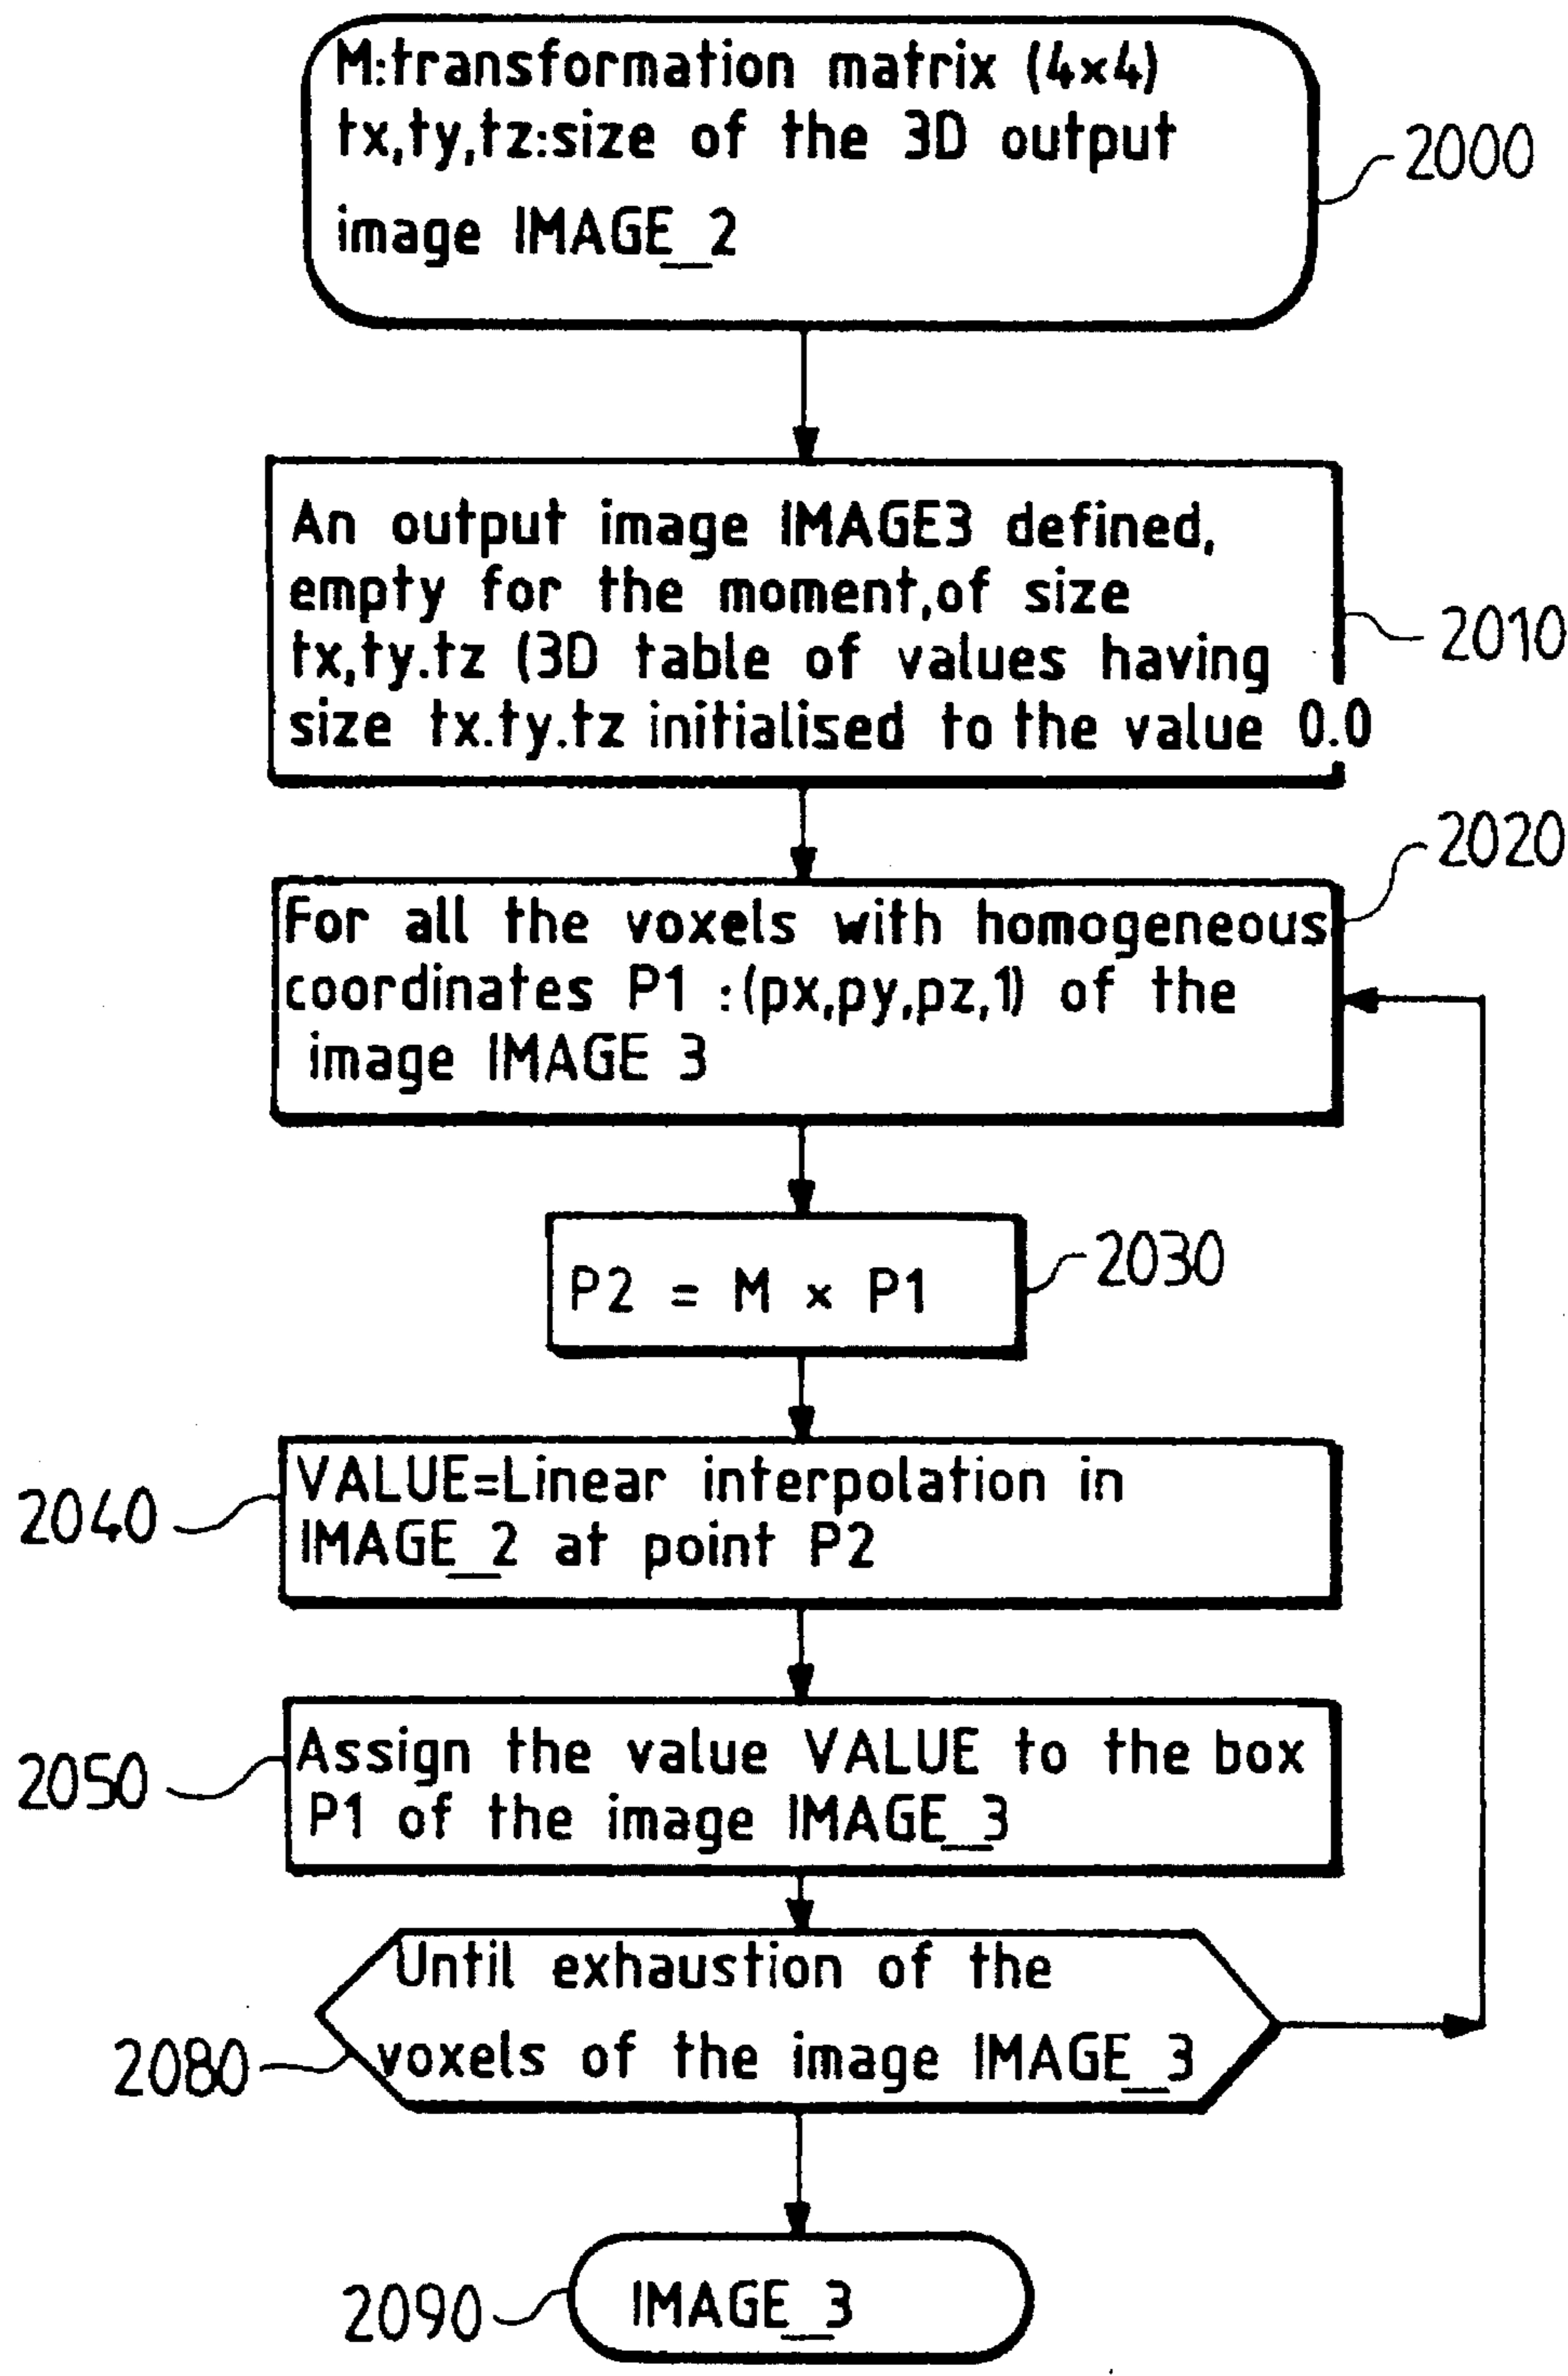 M:transformation matrix (4×4)
tx,ty,tz:size of the 3D output
image IMAGE_2
2000
An output image IMAGE3 defined,
empty for the moment,of size
tx,ty.tz (3D table of values having
size tx.ty.tz initialised to the value 0.0
2010
2020
For all the voxels with homogeneous
coordinates P1 :(px,py,pz,1) of the
image IMAGE 3
P2 = M × P1
2030
2040
VALUE=Linear interpolation in
IMAGE_2 at point P2
2050
Assign the value VALUE to the box
P1 of the image IMAGE_3
Until exhaustion of the
voxels of the image IMAGE_3
2080
2090
IMAGE_3